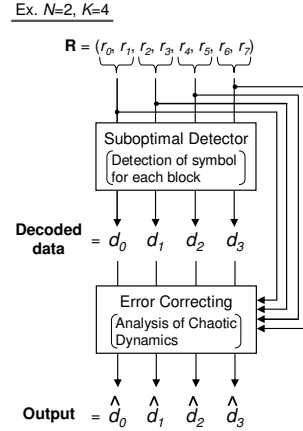 Ex. N=2, K=4
R = (r0, r1, r2, r3, r4, r5, r6, r7)
Suboptimal Detector
Detection of symbol
for each block
Decoded
data = d0 d1 d2 d3
Error Correcting
Analysis of Chaotic
Dynamics
Output = d̂0 d̂1 d̂2 d̂3